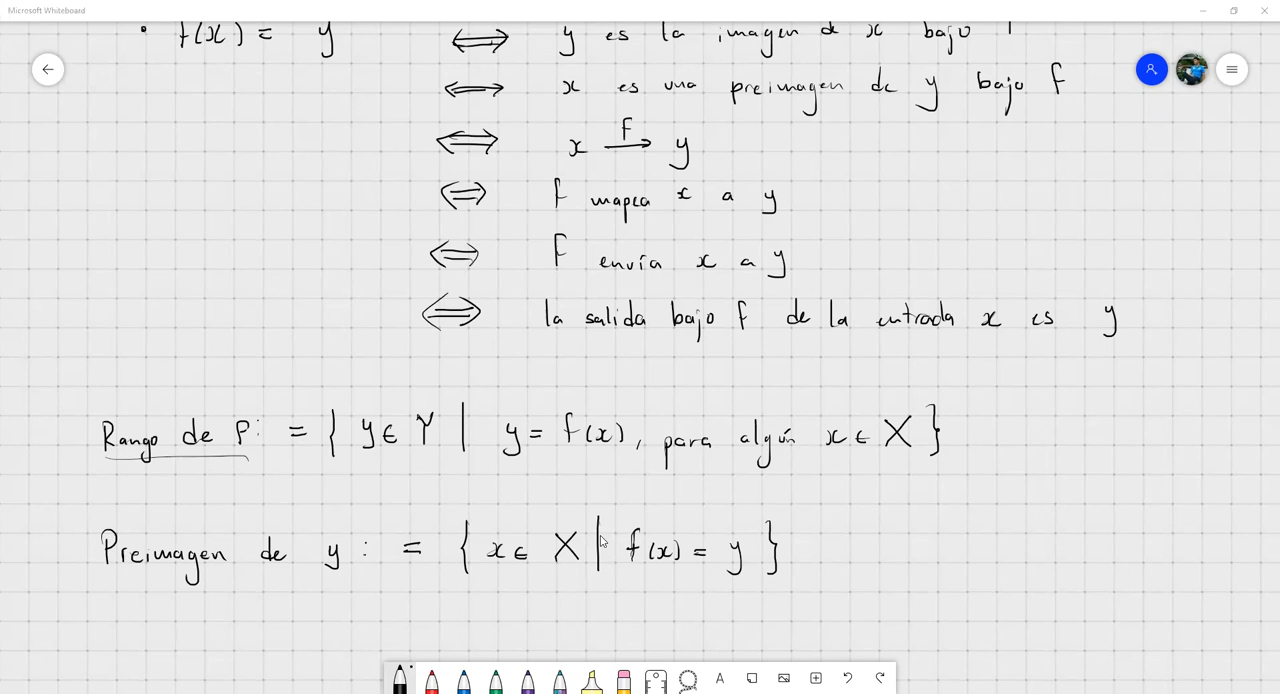 Microsoft Whiteboard
• f(x) = y ⟺ y es la imagen de x bajo
⟺ x es una preimagen de y bajo f
⟺ x →^f y
⟺ f mapea x a y
⟺ f envía x a y
⟺ la salida bajo f de la entrada x es y
Rango de f: = { y ∈ Y | y = f(x), para algún x ∈ X }
Preimagen de y : = { x ∈ X | f(x) = y }
A